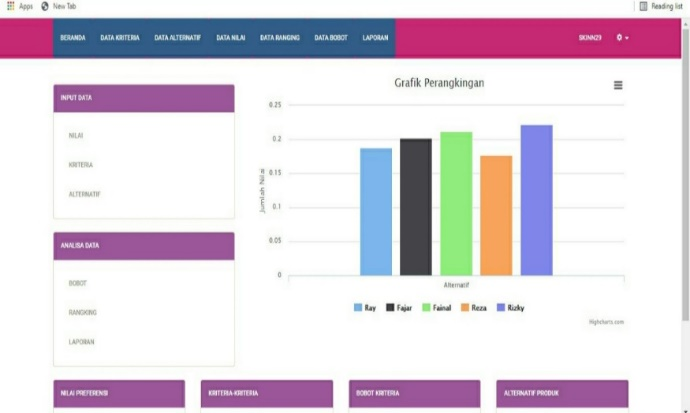 Apps New Tab Reading list
BERANDA DATA KRITERIA DATA ALTERNATIF DATA NILAI DATA RANGING DATA BOBOT LAPORAN SKINN23
INPUT DATA
NILAI
KRITERIA
ALTERNATIF
ANALISA DATA
BOBOT
RANGKING
LAPORAN
Grafik Perangkingan
0.25
0.2
0.15
0.1
0.05
0
Jumlah Nilai
Alternatif
Ray Fajar Fainal Reza Rizky
Highcharts.com
NILAI PREFERENSI KRITERIA-KRITERIA BOBOT KRITERIA ALTERNATIF PRODUK